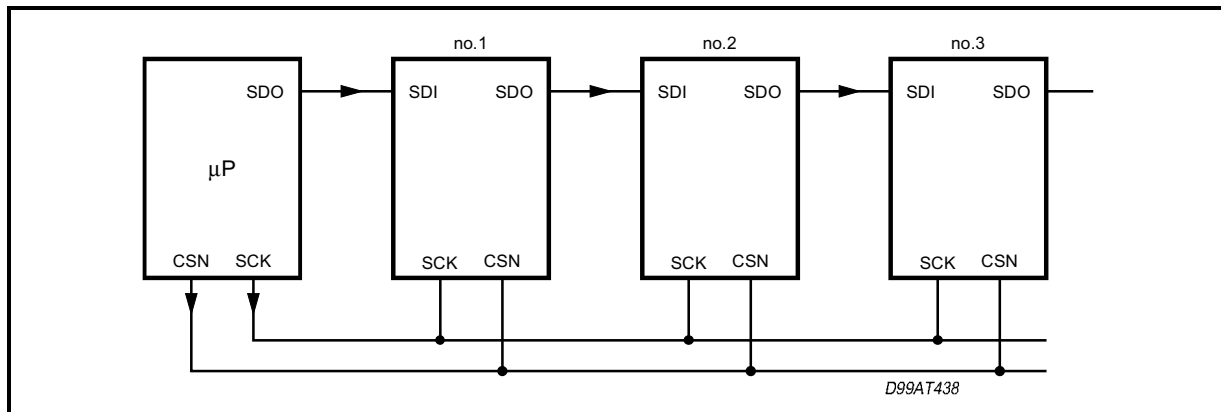 no.1 no.2 no.3
SDO SDI SDO SDI SDO SDI SDO
μP
CSN SCK SCK CSN SCK CSN SCK CSN
D99AT438